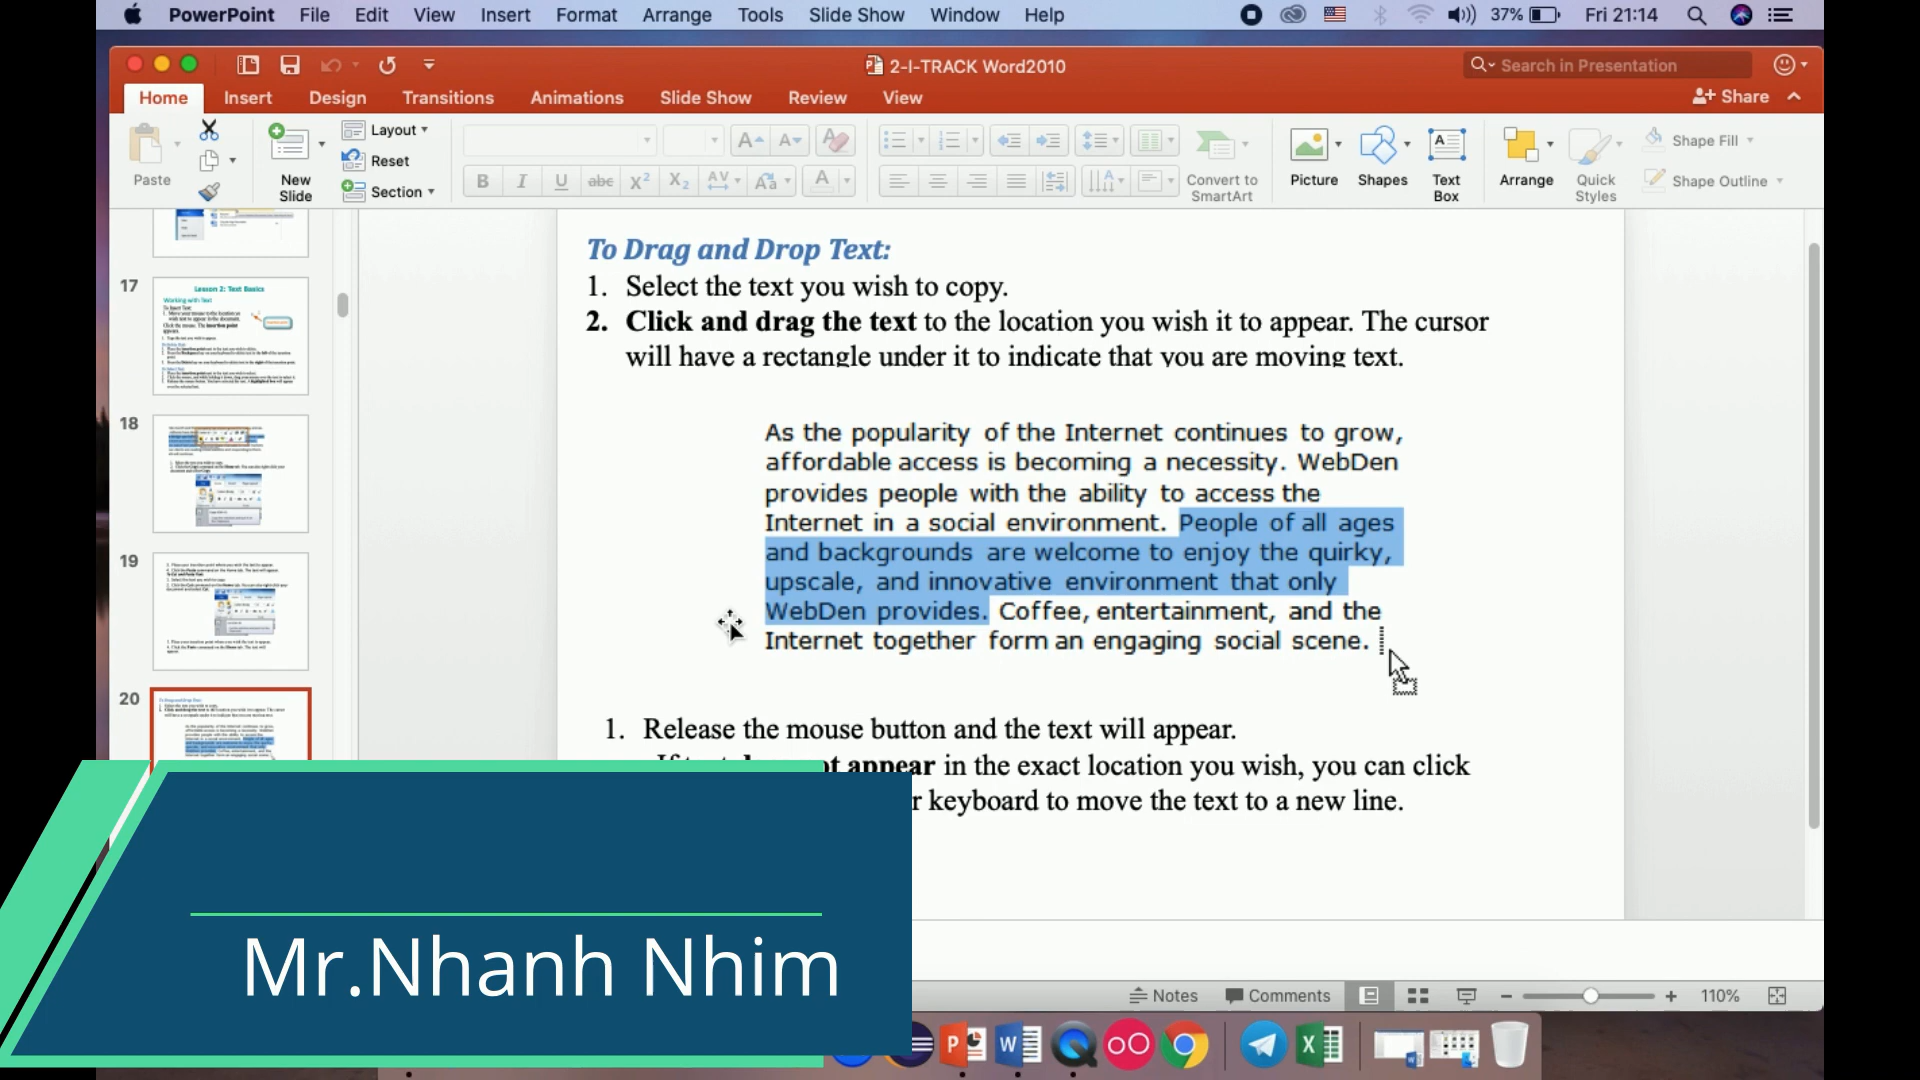 PowerPoint File Edit View Insert Format Arrange Tools Slide Show Window Help 37% Fri 21:14
2-I-TRACK Word2010 Search in Presentation
Home Insert Design Transitions Animations Slide Show Review View Share
Paste New Slide Layout Reset Section Convert to SmartArt Picture Shapes Text Box Arrange Quick Styles Shape Fill Shape Outline
17
Lesson 2: Text Basics
Working with Text
18
19
20
To Drag and Drop Text:
1. Select the text you wish to copy.
2. Click and drag the text to the location you wish it to appear. The cursor
will have a rectangle under it to indicate that you are moving text.
As the popularity of the Internet continues to grow,
affordable access is becoming a necessity. WebDen
provides people with the ability to access the
Internet in a social environment. People of all ages
and backgrounds are welcome to enjoy the quirky,
upscale, and innovative environment that only
WebDen provides. Coffee, entertainment, and the
Internet together form an engaging social scene.
1. Release the mouse button and the text will appear.
appear in the exact location you wish, you can click
keyboard to move the text to a new line.
Mr.Nhanh Nhim
Notes Comments 110%